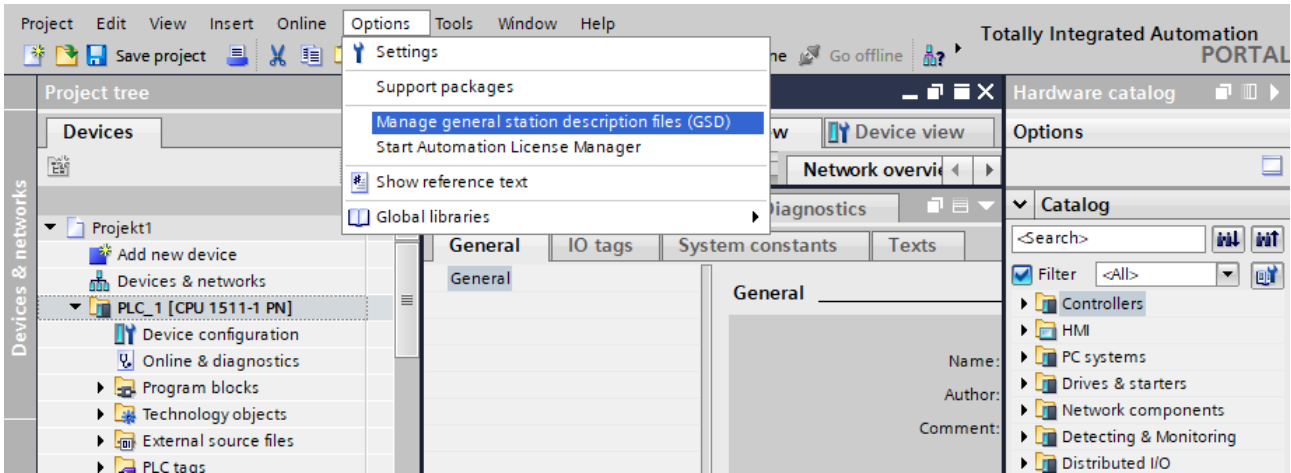 Project Edit View Insert Online Options Tools Window Help
Totally Integrated Automation
PORTAL
Save project
Go offline
Settings
Support packages
Manage general station description files (GSD)
Start Automation License Manager
Show reference text
Global libraries
Project tree
Devices
Devices & networks
Projekt1
Add new device
Devices & networks
PLC_1 [CPU 1511-1 PN]
Device configuration
Online & diagnostics
Program blocks
Technology objects
External source files
PLC tags
Device view
Network overvie
Diagnostics
General IO tags System constants Texts
General
General
Name:
Author:
Comment:
Hardware catalog
Options
Catalog
<Search>
Filter <All>
Controllers
HMI
PC systems
Drives & starters
Network components
Detecting & Monitoring
Distributed I/O